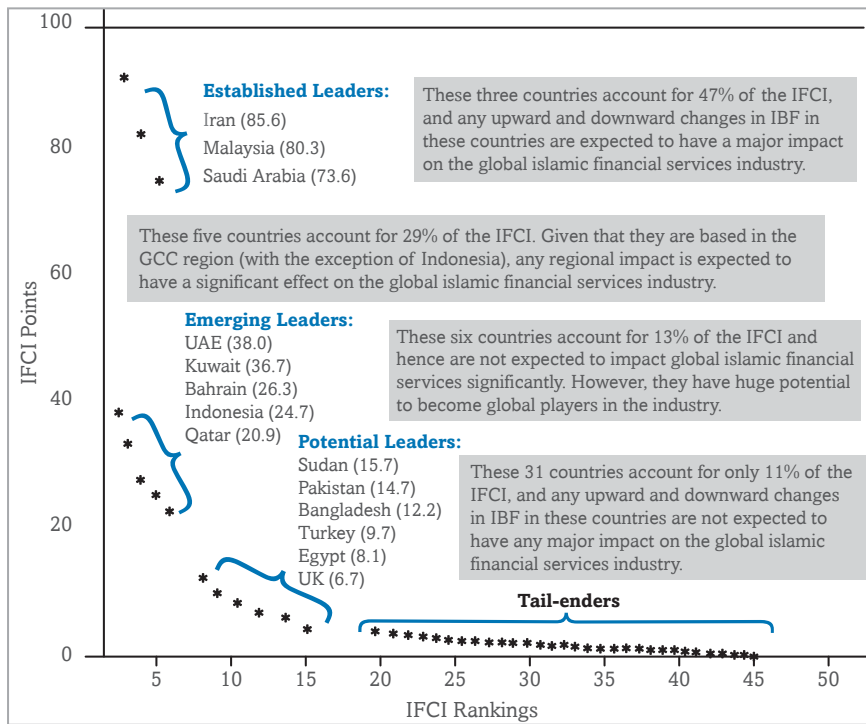 100
80
60
40
20
0
IFCI Points
Established Leaders:
Iran (85.6)
Malaysia (80.3)
Saudi Arabia (73.6)
These three countries account for 47% of the IFCI,
and any upward and downward changes in IBF in
these countries are expected to have a major impact
on the global islamic financial services industry.
These five countries account for 29% of the IFCI. Given that they are based in the
GCC region (with the exception of Indonesia), any regional impact is expected to
have a significant effect on the global islamic financial services industry.
Emerging Leaders:
UAE (38.0)
Kuwait (36.7)
Bahrain (26.3)
Indonesia (24.7)
Qatar (20.9)
These six countries account for 13% of the IFCI and
hence are not expected to impact global islamic financial
services significantly. However, they have huge potential
to become global players in the industry.
Potential Leaders:
Sudan (15.7)
Pakistan (14.7)
Bangladesh (12.2)
Turkey (9.7)
Egypt (8.1)
UK (6.7)
These 31 countries account for only 11% of the
IFCI, and any upward and downward changes
in IBF in these countries are not expected to
have any major impact on the global islamic
financial services industry.
Tail-enders
5 10 15 20 25 30 35 40 45 50
IFCI Rankings